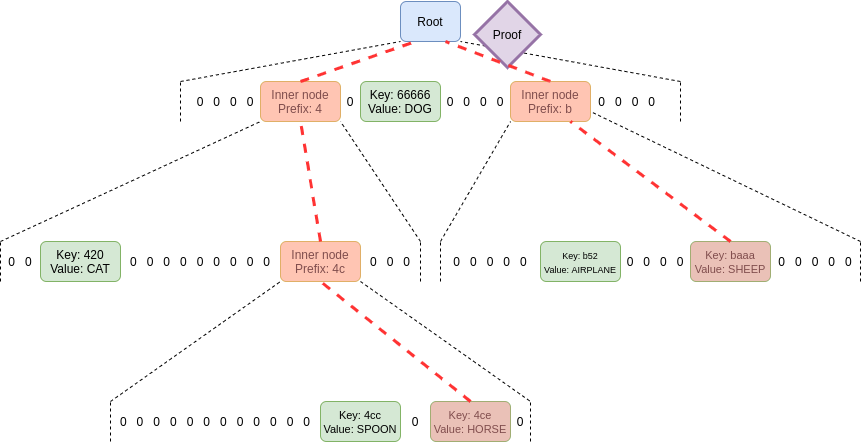 Root
Proof
0 0 0 0 Inner node
Prefix: 4 0 Key: 66666
Value: DOG 0 0 0 0 Inner node
Prefix: b 0 0 0 0
0 0 Key: 420
Value: CAT 0 0 0 0 0 0 0 0 0 Inner node
Prefix: 4c 0 0 0
0 0 0 0 0 Key: b52
Value: AIRPLANE 0 0 0 0 Key: baaa
Value: SHEEP 0 0 0 0 0
0 0 0 0 0 0 0 0 0 0 0 0 Key: 4cc
Value: SPOON 0 Key: 4ce
Value: HORSE 0